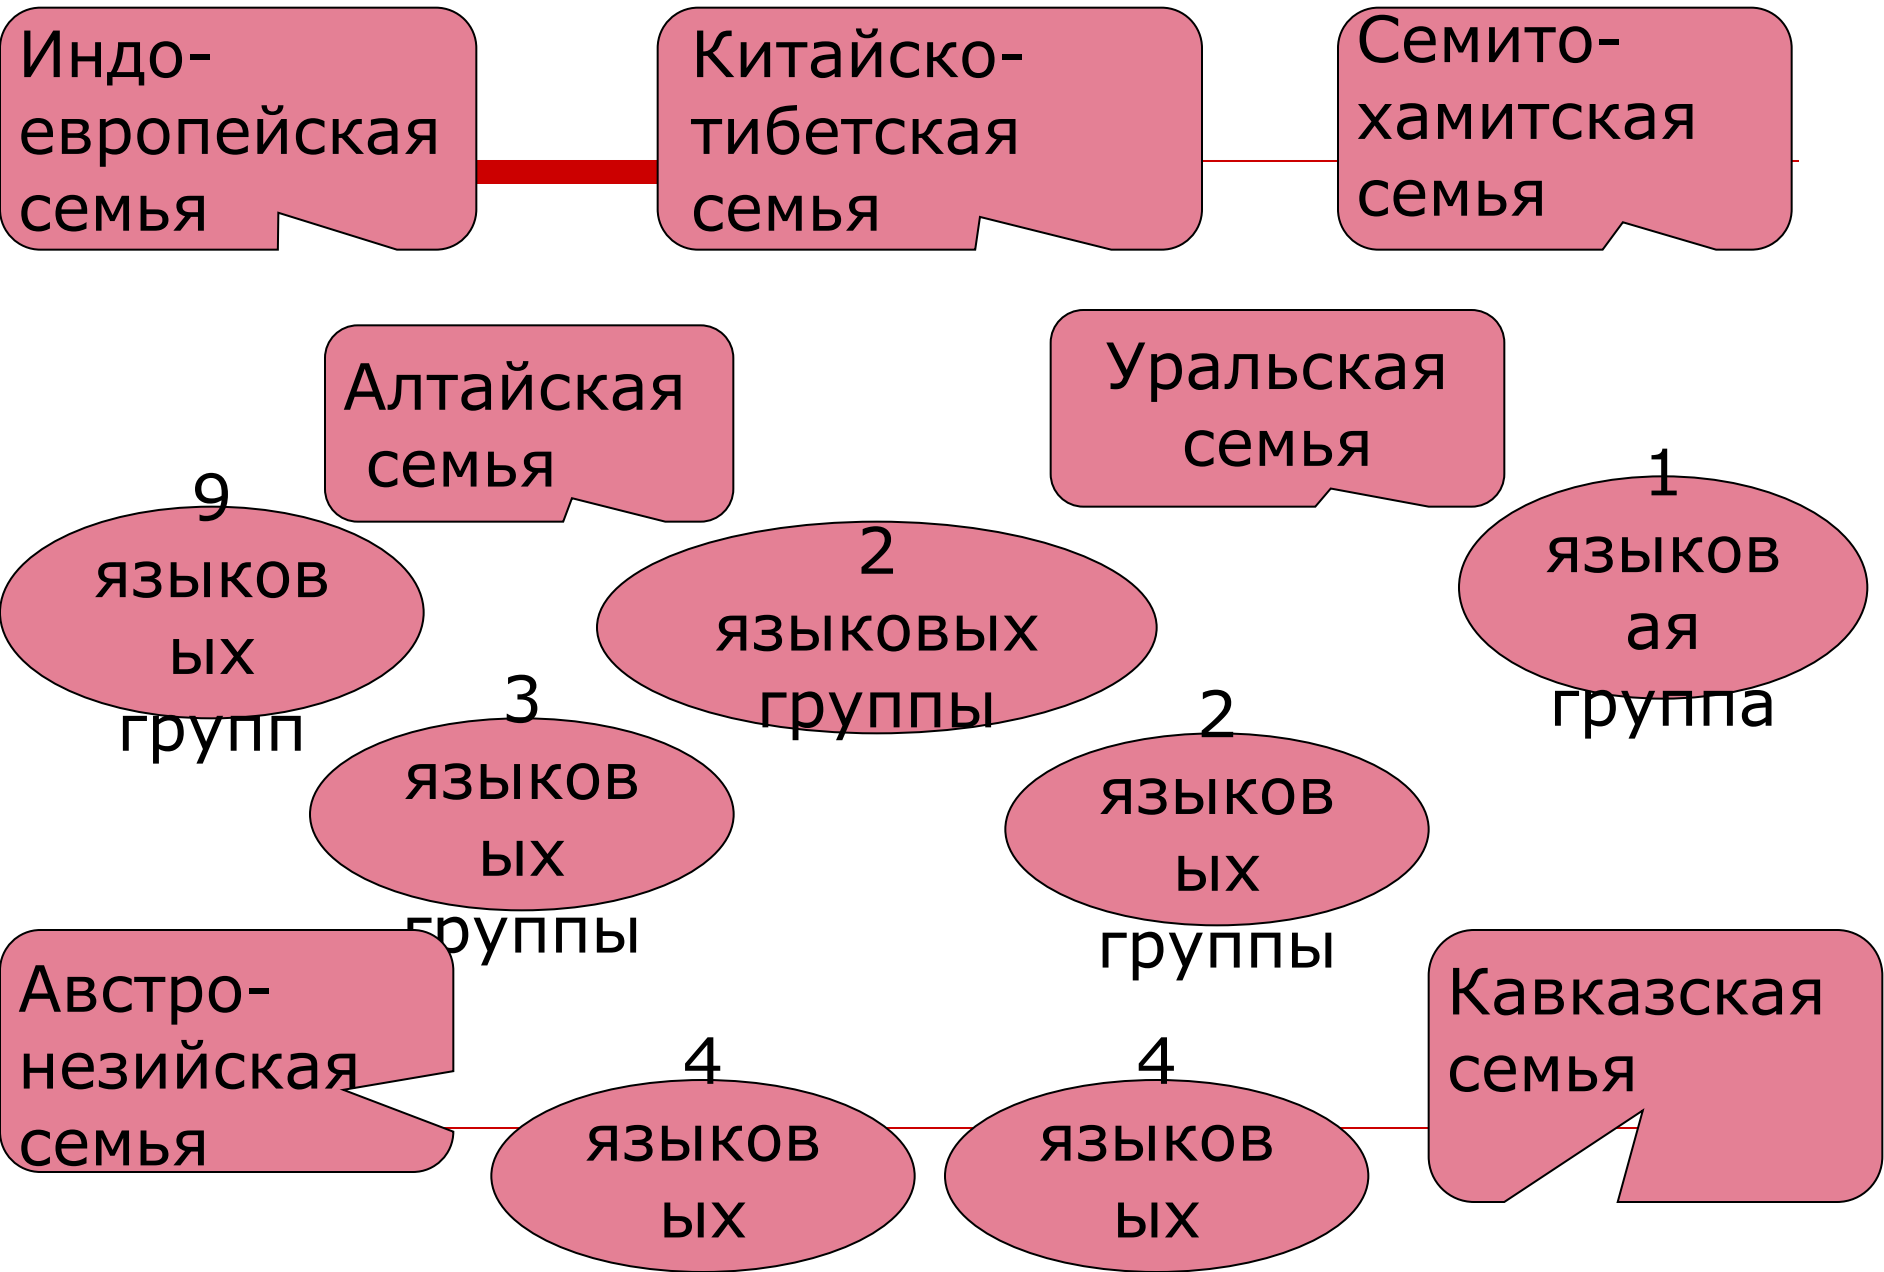 Индо-
европейская
семья
Китайско-
тибетская
семья
Семито-
хамитская
семья
Алтайская
семья
Уральская
семья
9
языков
ых
групп
2
языковых
группы
1
языков
ая
группа
3
языков
ых
группы
2
языков
ых
группы
Австро-
незийская
семья
4
языков
ых
4
языков
ых
Кавказская
семья